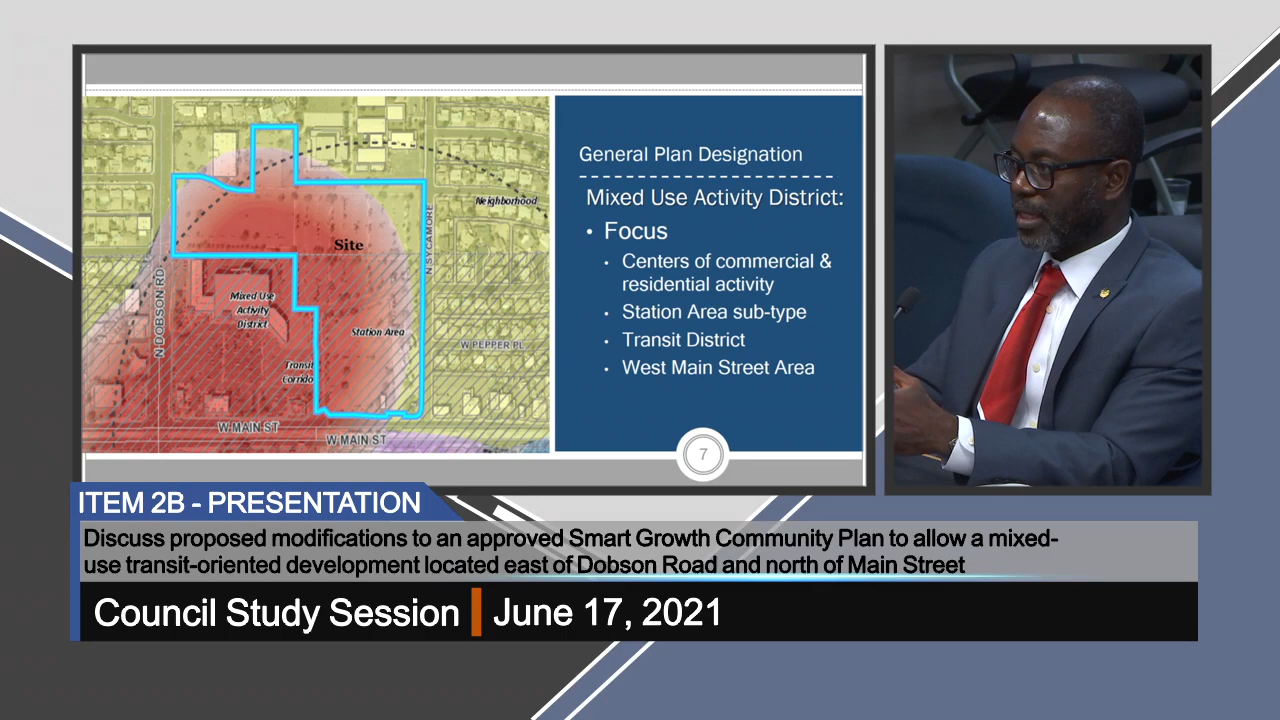 General Plan Designation
Mixed Use Activity District:
• Focus
• Centers of commercial &
residential activity
• Station Area sub-type
• Transit District
• West Main Street Area
7
Neighborhood
N SYCAMORE
Site
N DOBSON RD
Mixed Use
Activity
District
Station Area
W PEPPER PL
Transit
Corrido
W MAIN ST
W MAIN ST
ITEM 2B - PRESENTATION
Discuss proposed modifications to an approved Smart Growth Community Plan to allow a mixed-
use transit-oriented development located east of Dobson Road and north of Main Street
Council Study Session
June 17, 2021